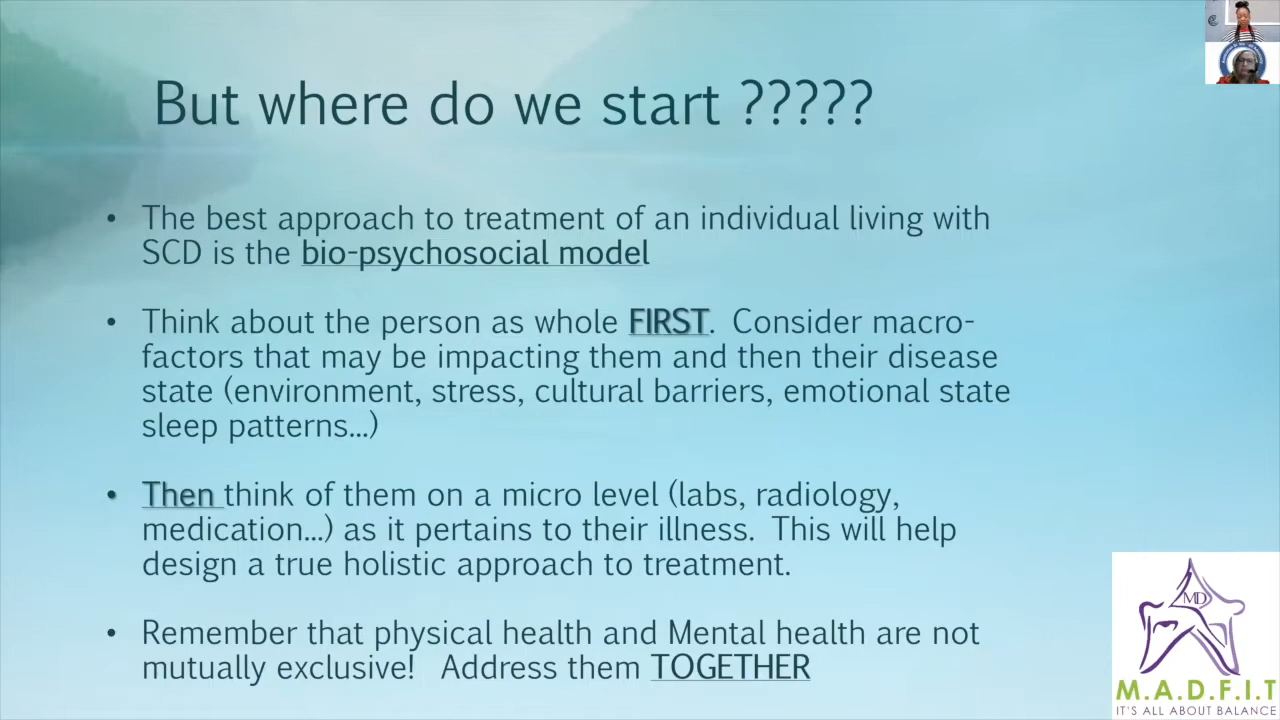 But where do we start ?????
• The best approach to treatment of an individual living with
SCD is the bio-psychosocial model
• Think about the person as whole FIRST. Consider macro-
factors that may be impacting them and then their disease
state (environment, stress, cultural barriers, emotional state
sleep patterns...)
• Then think of them on a micro level (labs, radiology,
medication...) as it pertains to their illness. This will help
design a true holistic approach to treatment.
• Remember that physical health and Mental health are not
mutually exclusive! Address them TOGETHER
MD
M.A.D.F.I.T
IT'S ALL ABOUT BALANCE